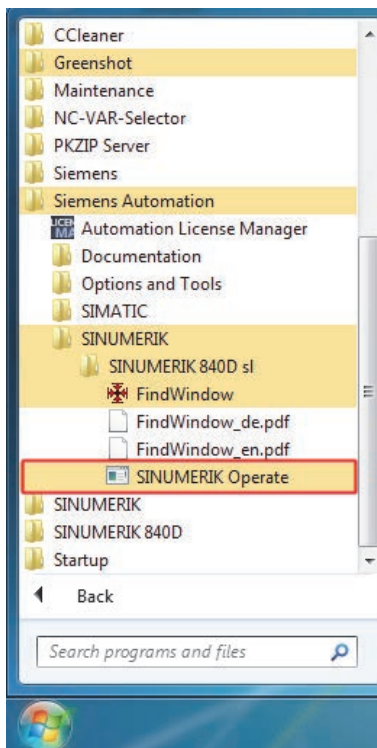 CCleaner
Greenshot
Maintenance
NC-VAR-Selector
PKZIP Server
Siemens
Siemens Automation
Automation License Manager
Documentation
Options and Tools
SIMATIC
SINUMERIK
SINUMERIK 840D sl
FindWindow
FindWindow_de.pdf
FindWindow_en.pdf
SINUMERIK Operate
SINUMERIK
SINUMERIK 840D
Startup
Back
Search programs and files